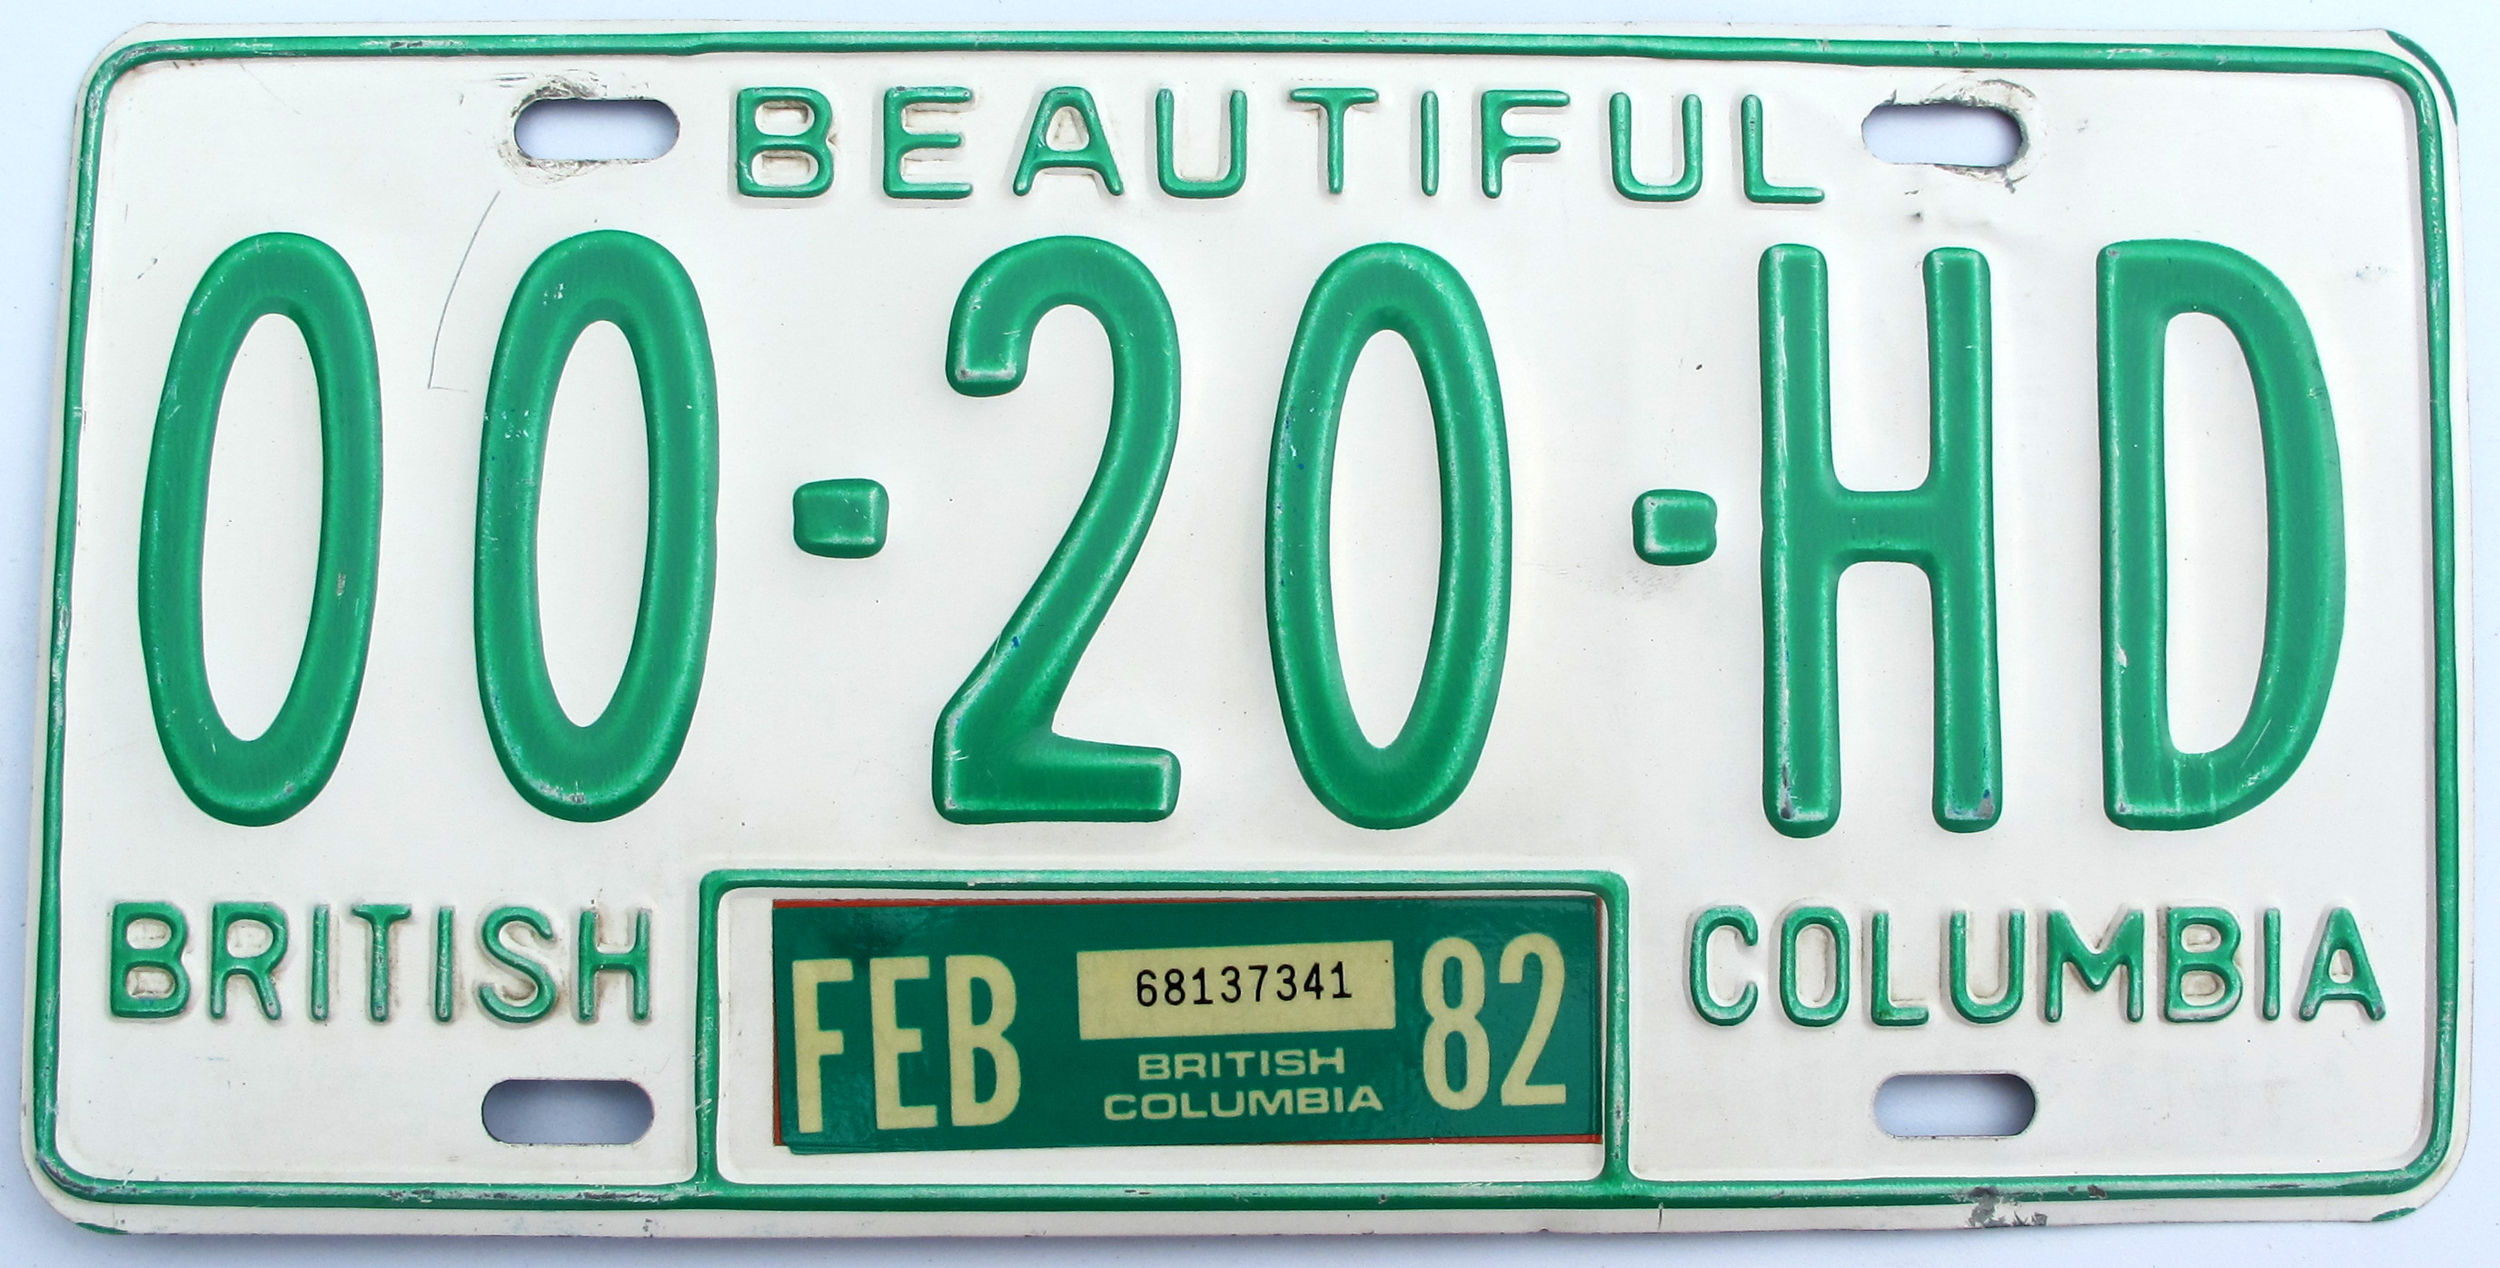 BEAUTIFUL
00-20-HD
BRITISH
FEB 68137341 82
BRITISH
COLUMBIA
COLUMBIA